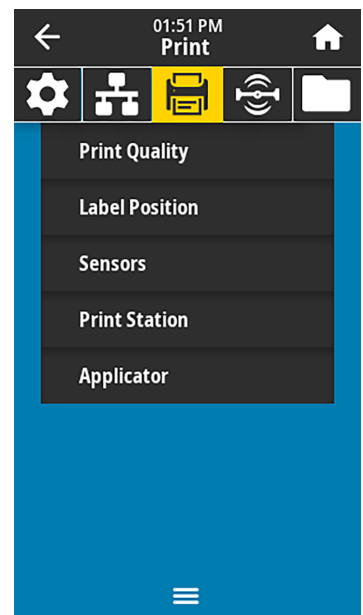 01:51 PM
Print
Print Quality
Label Position
Sensors
Print Station
Applicator